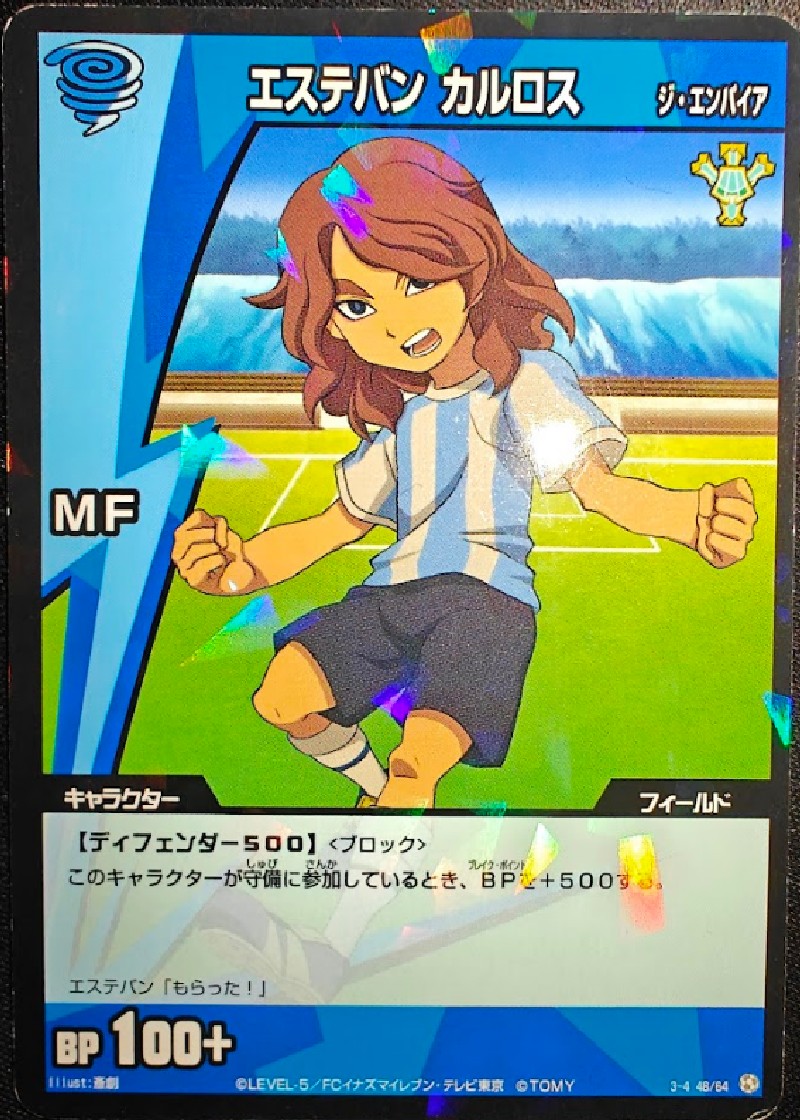 エステバン カルロス
ジ・エンパイア
MF
キャラクター
フィールド
【ディフェンダー500】<ブロック>
しゅび さんか ブレイク・ポイント
このキャラクターが守備に参加しているとき、BPを+500する。
エステバン「もらった!」
BP 100+
Illust:斎劇
©LEVEL-5/FCイナズマイレブン・テレビ東京 ©TOMY
3-4 48/64